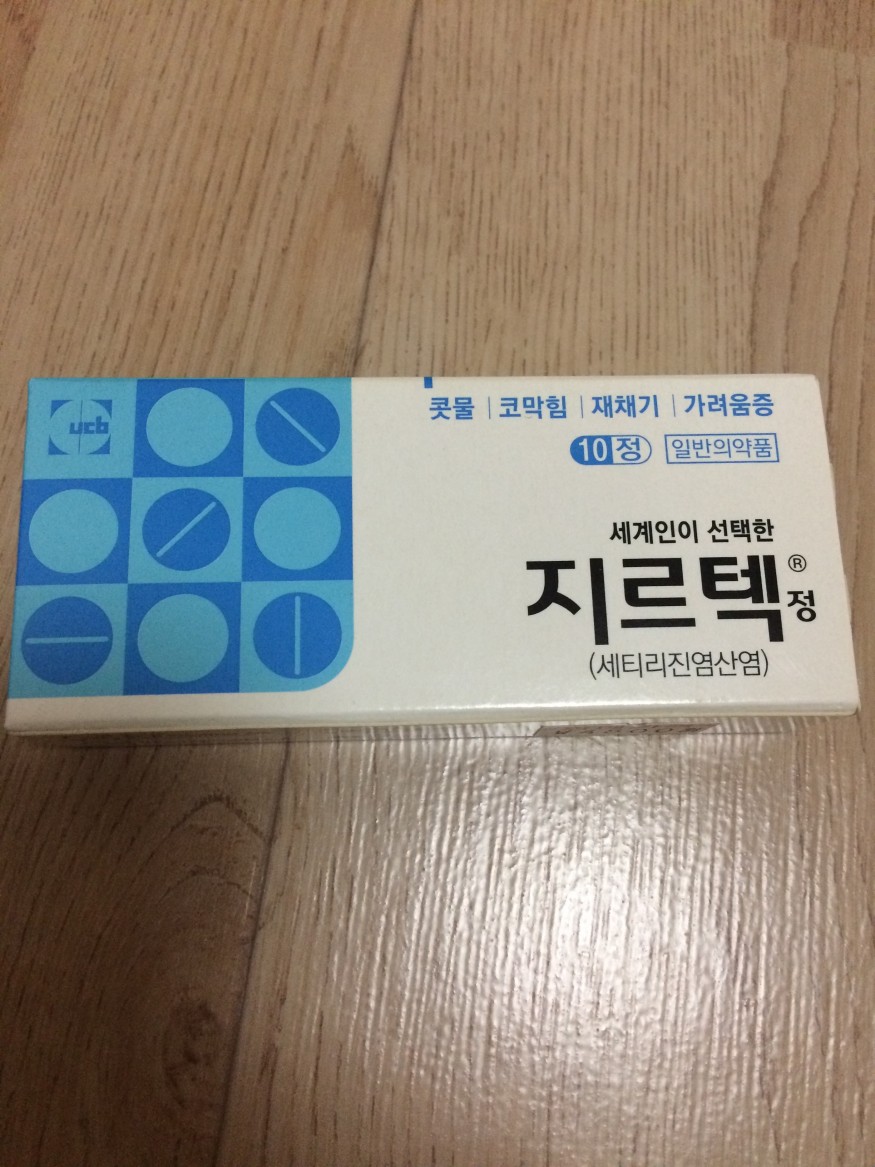 ucb
콧물 | 코막힘 | 재채기 | 가려움증
10정 일반의약품
세계인이 선택한
지르텍® 정
(세티리진염산염)